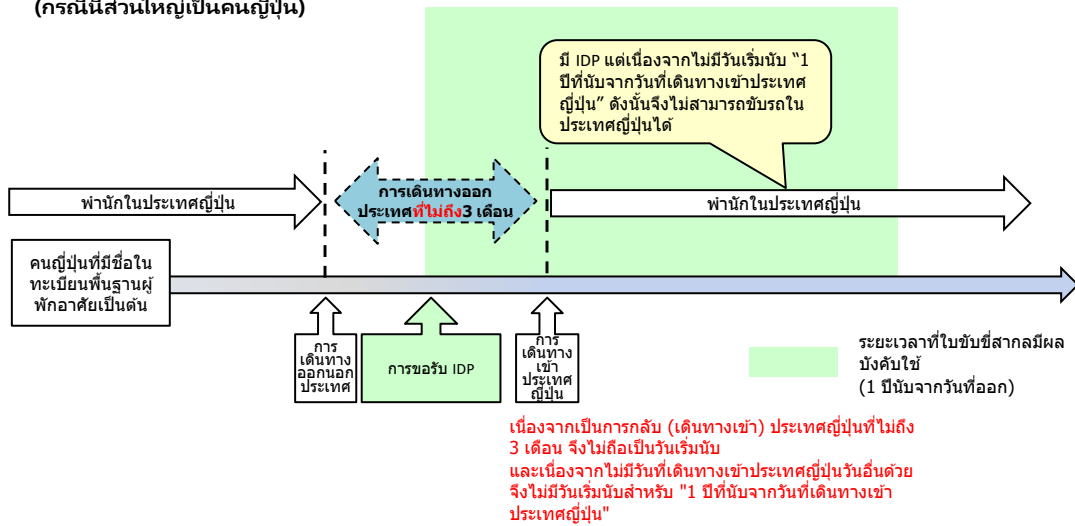 (กรณีนี้ส่วนใหญ่เป็นคนญี่ปุ่น)
มี IDP แต่เนื่องจากไม่มีวันเริ่มนับ “1
ปีที่นับจากวันที่เดินทางเข้าประเทศ
ญี่ปุ่น” ดังนั้นจึงไม่สามารถขับรถใน
ประเทศญี่ปุ่นได้
พำนักในประเทศญี่ปุ่น
การเดินทางออก
ประเทศที่ไม่ถึง3 เดือน
พำนักในประเทศญี่ปุ่น
คนญี่ปุ่นที่มีชื่อใน
ทะเบียนพื้นฐานผู้
พักอาศัยเป็นต้น
การ
เดินทาง
ออกนอก
ประเทศ
การขอรับ IDP
การ
เดินทาง
เข้า
ประเทศ
ญี่ปุ่น
ระยะเวลาที่ใบขับขี่สากลมีผล
บังคับใช้
(1 ปีนับจากวันที่ออก)
เนื่องจากเป็นการกลับ (เดินทางเข้า) ประเทศญี่ปุ่นที่ไม่ถึง
3 เดือน จึงไม่ถือเป็นวันเริ่มนับ
และเนื่องจากไม่มีวันที่เดินทางเข้าประเทศญี่ปุ่นวันอื่นด้วย
จึงไม่มีวันเริ่มนับสำหรับ "1 ปีที่นับจากวันที่เดินทางเข้า
ประเทศญี่ปุ่น"